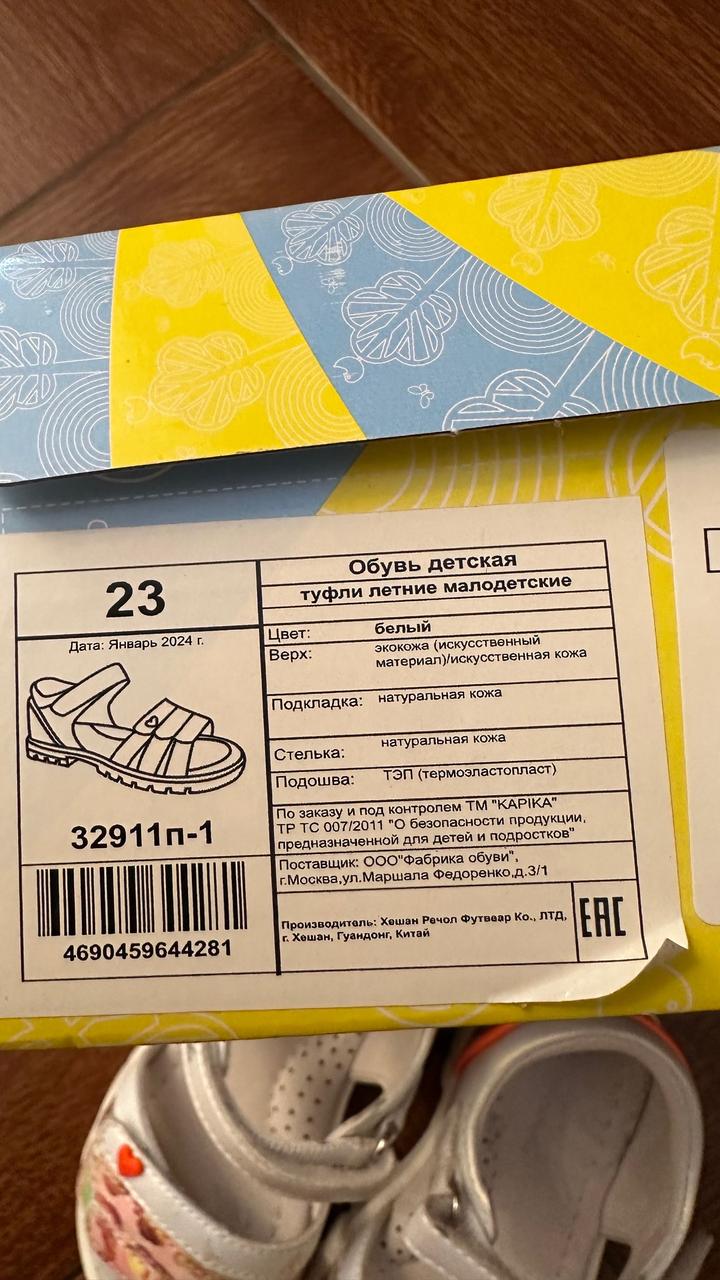 23
Дата: Январь 2024 г.
32911п-1
4690459644281
Обувь детская
туфли летние малодетские
Цвет: белый
Верх: экокожа (искусственный
материал)/искусственная кожа
Подкладка: натуральная кожа
Стелька: натуральная кожа
Подошва: ТЭП (термоэластопласт)
По заказу и под контролем ТМ "KAPIKA"
ТР ТС 007/2011 "О безопасности продукции,
предназначенной для детей и подростков"
Поставщик: ООО"Фабрика обуви",
г.Москва,ул.Маршала Федоренко,д.3/1
Производитель: Хешан Речол Футвеар Ко., ЛТД,
г. Хешан, Гуандонг, Китай
EAC